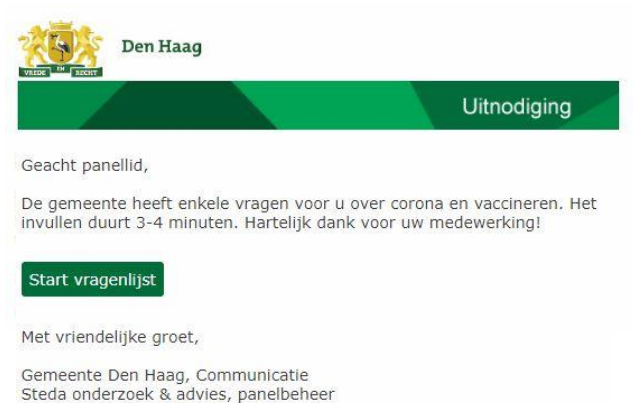 VREDE EN RECHT
Den Haag
Uitnodiging
Geacht panellid,
De gemeente heeft enkele vragen voor u over corona en vaccineren. Het
invullen duurt 3-4 minuten. Hartelijk dank voor uw medewerking!
Start vragenlijst
Met vriendelijke groet,
Gemeente Den Haag, Communicatie
Steda onderzoek & advies, panelbeheer